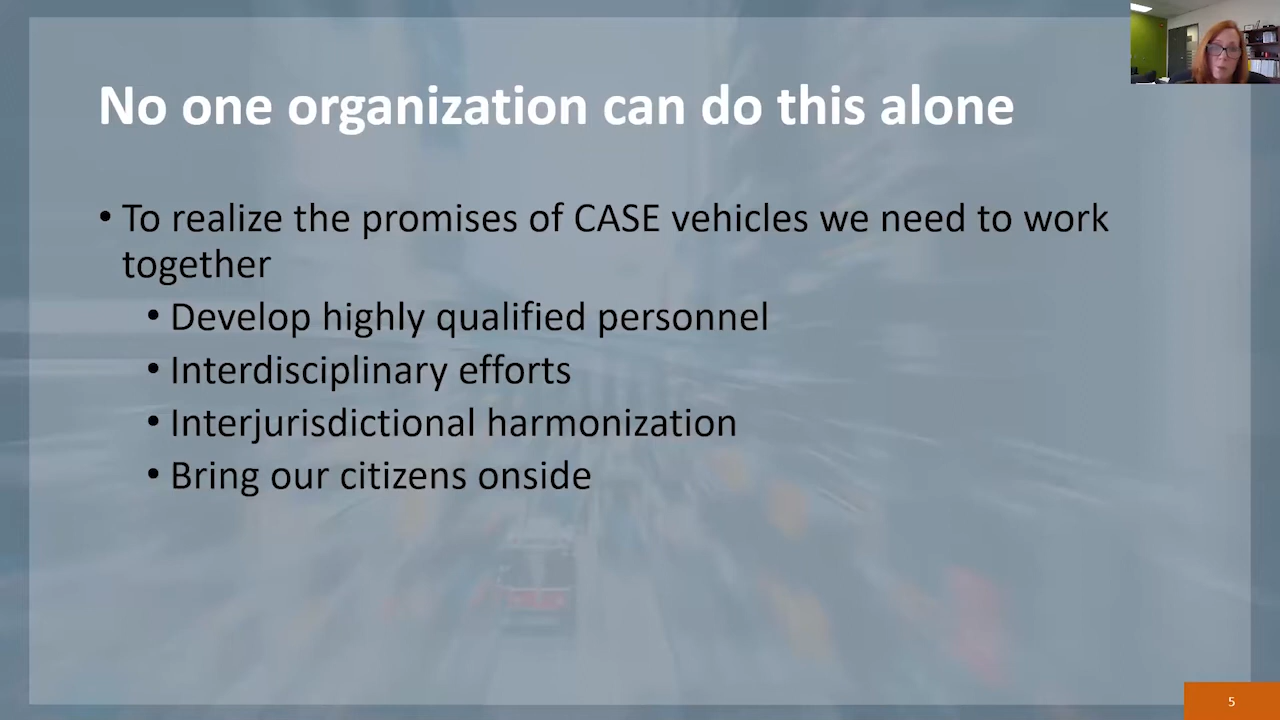 No one organization can do this alone
• To realize the promises of CASE vehicles we need to work
together
• Develop highly qualified personnel
• Interdisciplinary efforts
• Interjurisdictional harmonization
• Bring our citizens onside
5